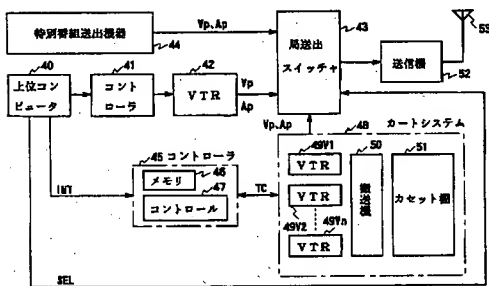 特別番組送出機器
44
Vp、Ap
43
局送出
スイッチャ
送信機
52
53
40
上位コン
ピュータ
41
コント
ローラ
42
VTR
Vp
Ap
Vp、Ap
48
カートシステム
45 コントローラ
46
メモリ
47
コントロール
INT
TC
49V1
VTR
VTR
49V2
49Vn
VTR
50
搬送機
51
カセット棚
SEL